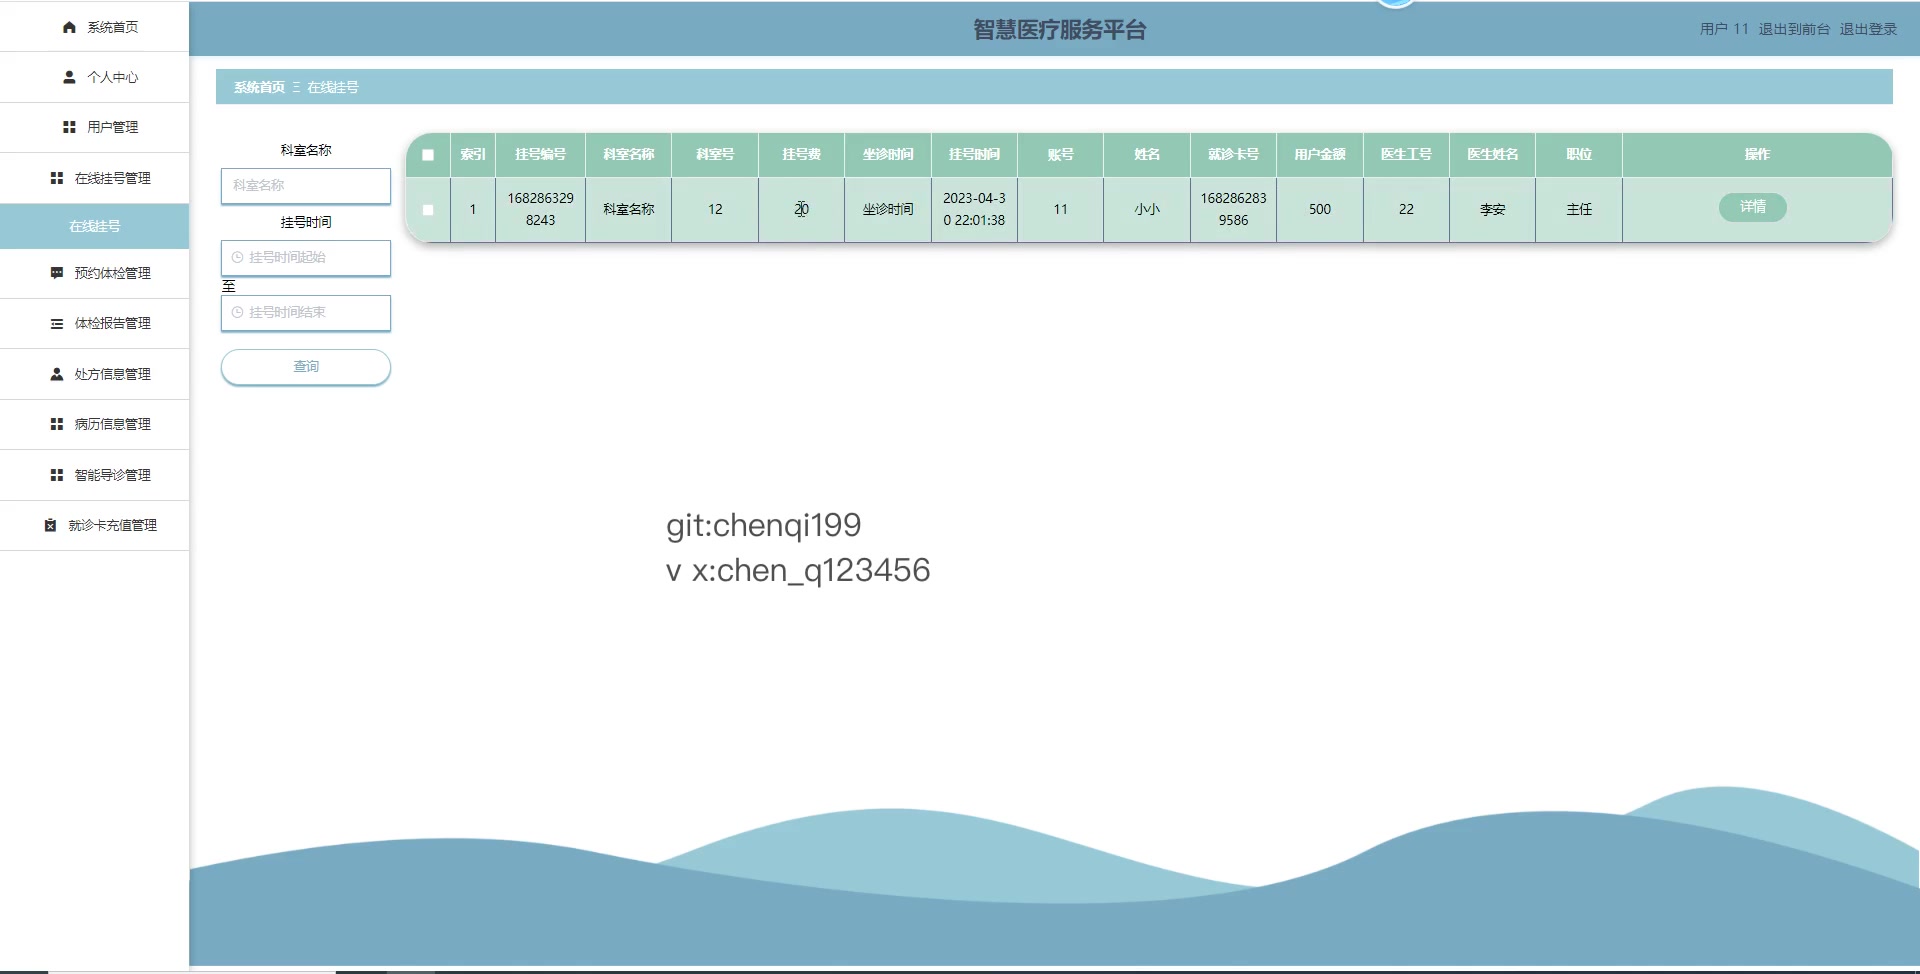 系统首页
个人中心
用户管理
在线挂号管理
在线挂号
预约体检管理
体检报告管理
处方信息管理
病历信息管理
智能导诊管理
就诊卡充值管理
智慧医疗服务平台
用户 11 退出到前台 退出登录
系统首页 Ξ 在线挂号
科室名称
科室名称
挂号时间
挂号时间起始
至
挂号时间结束
查询
索引 挂号编号 科室名称 科室号 挂号费 坐诊时间 挂号时间 账号 姓名 就诊卡号 用户金额 医生工号 医生姓名 职位 操作
1 168286329 科室名称 12 20 坐诊时间 2023-04-3 11 小小 168286283 500 22 李安 主任 详情
8243 0 22:01:38 9586
git:chenqi199
v x:chen_q123456